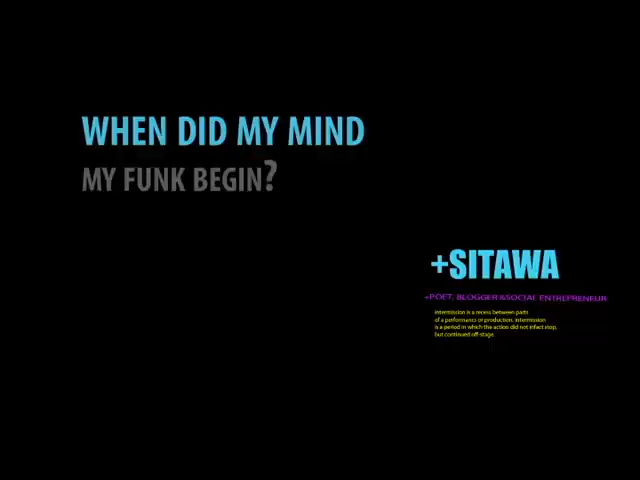 WHEN DID MY MIND
MY FUNK BEGIN?
+SITAWA
+POET, BLOGGER &SOCIAL ENTREPRENEUR
intermission is a recess between parts
of a performance or production. intermission
is a period in which the action did not infact stop,
but continued off-stage.